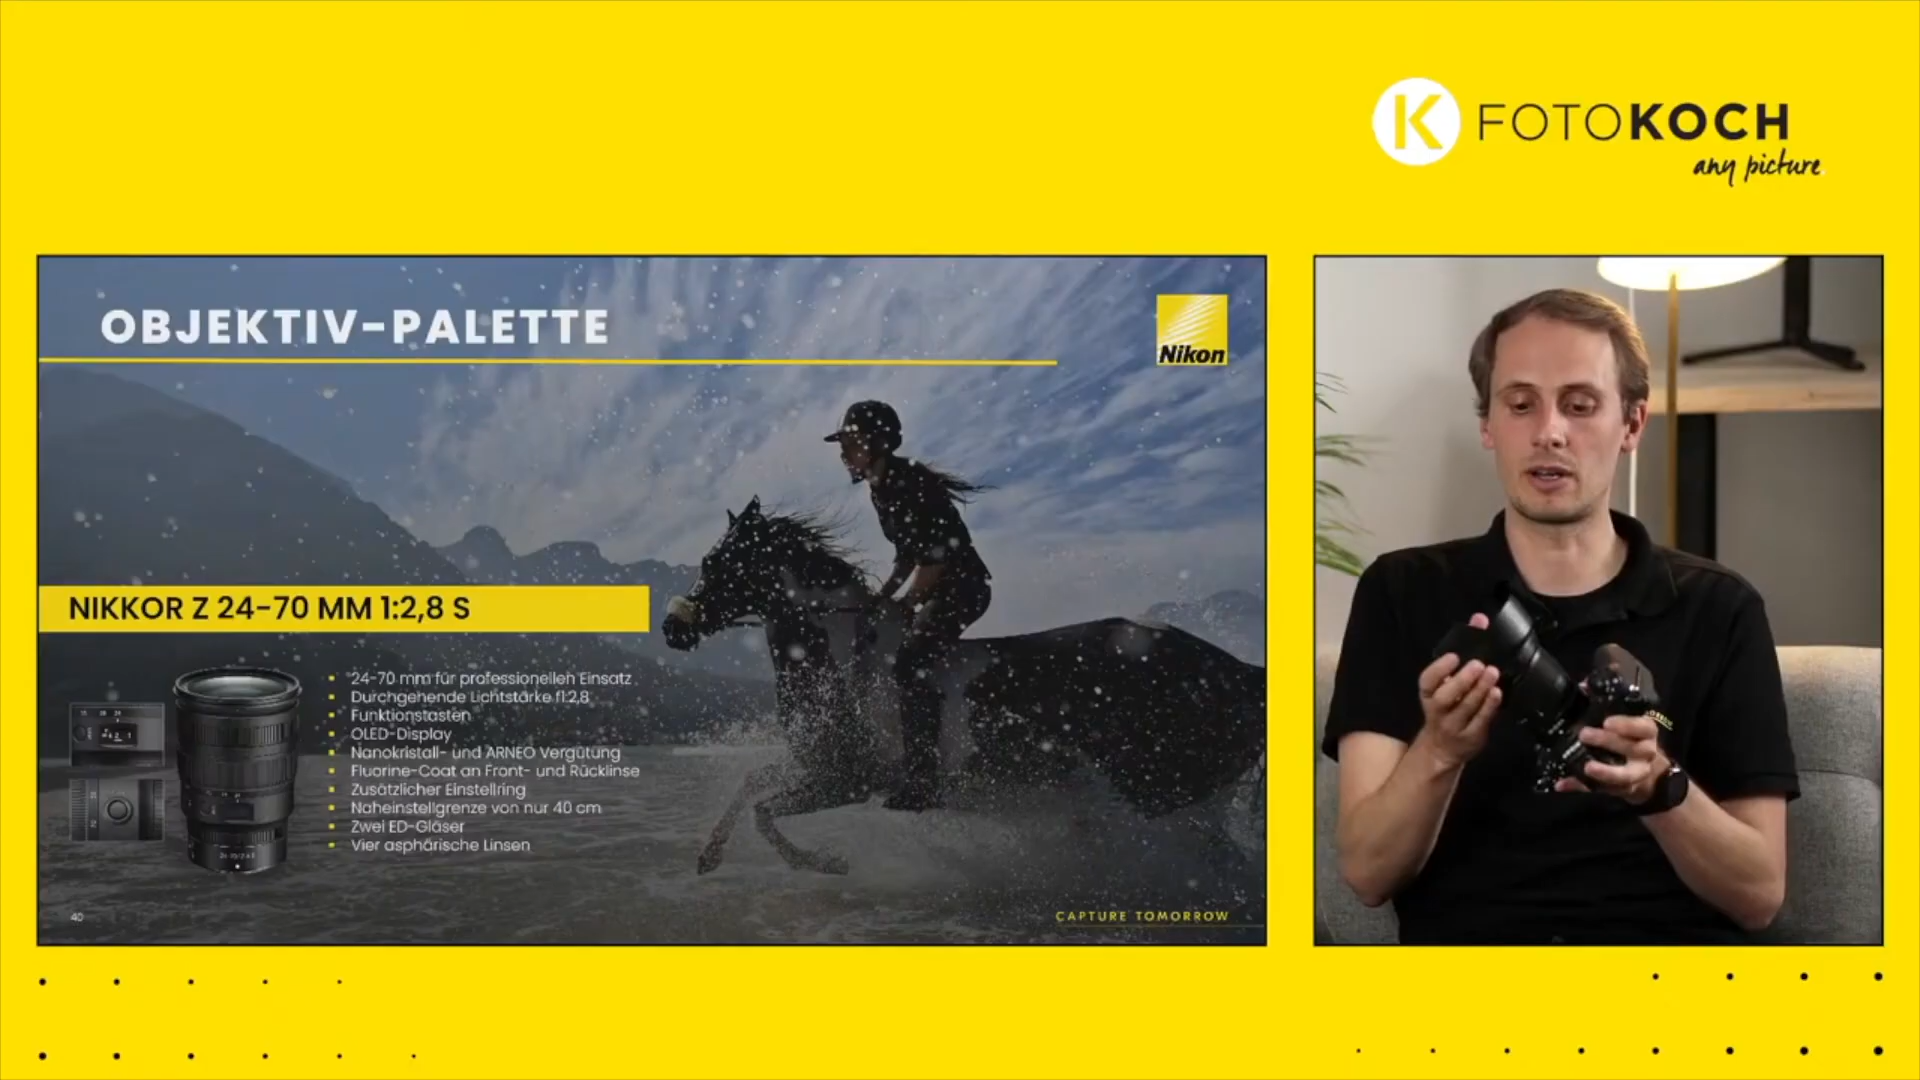 K FOTOKOCH
any picture.
OBJEKTIV-PALETTE
Nikon
NIKKOR Z 24-70 MM 1:2,8 S
24-70 mm für professionellen Einsatz
Durchgehende Lichtstärke f1:2,8
Funktionstasten
OLED-Display
Nanokristall- und ARNEO Vergütung
Fluorine-Coat an Front- und Rücklinse
Zusätzlicher Einstellring
Naheinstellgrenze von nur 40 cm
Zwei ED-Gläser
Vier asphärische Linsen
40
CAPTURE TOMORROW